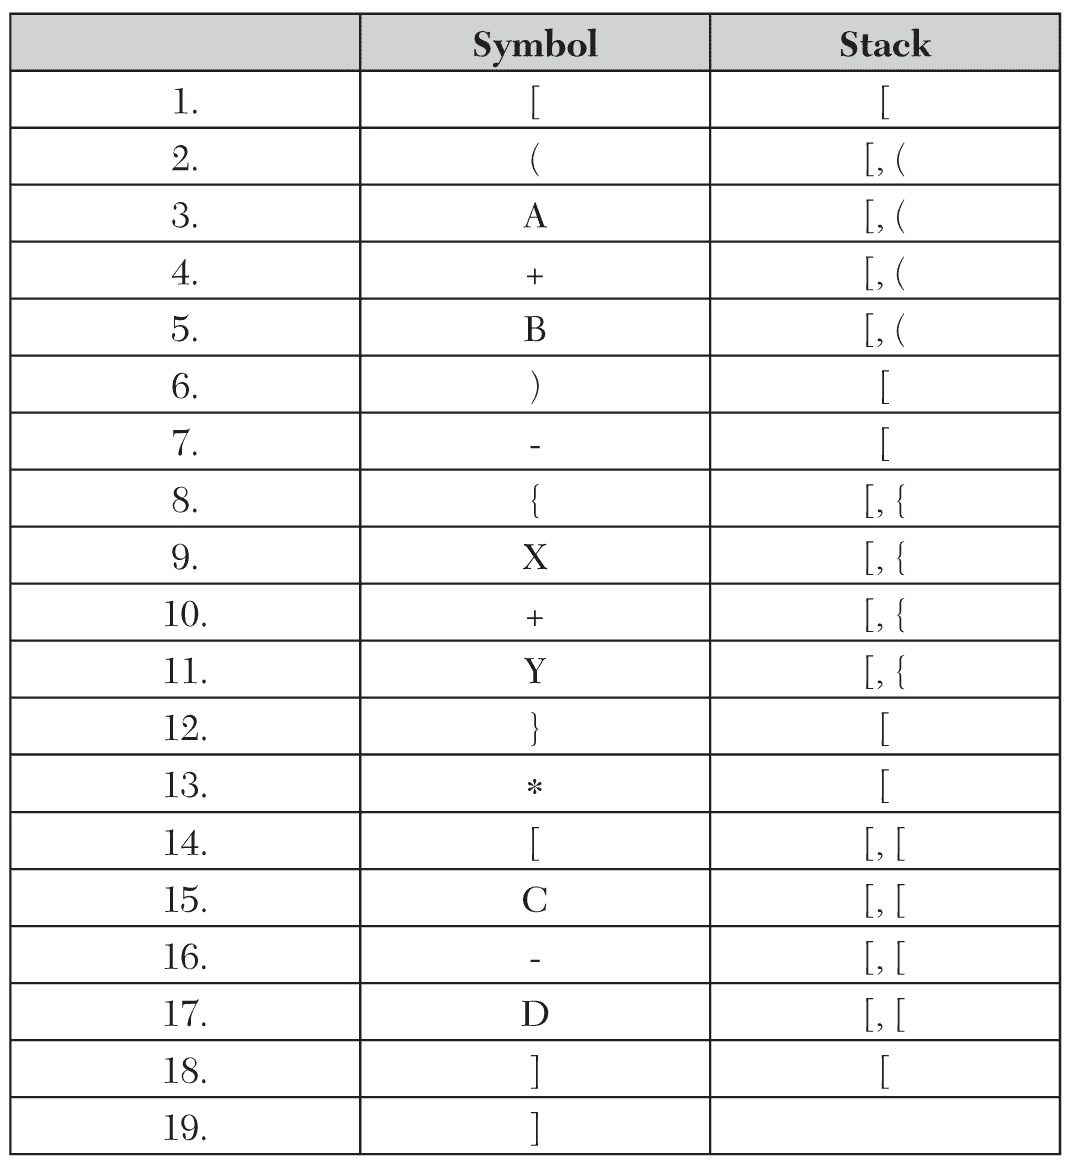 Symbol Stack
1. [ [
2. ( [, (
3. A [, (
4. + [, (
5. B [, (
6. ) [
7. - [
8. { [, {
9. X [, {
10. + [, {
11. Y [, {
12. } [
13. * [
14. [ [, [
15. C [, [
16. - [, [
17. D [, [
18. ] [
19. ]